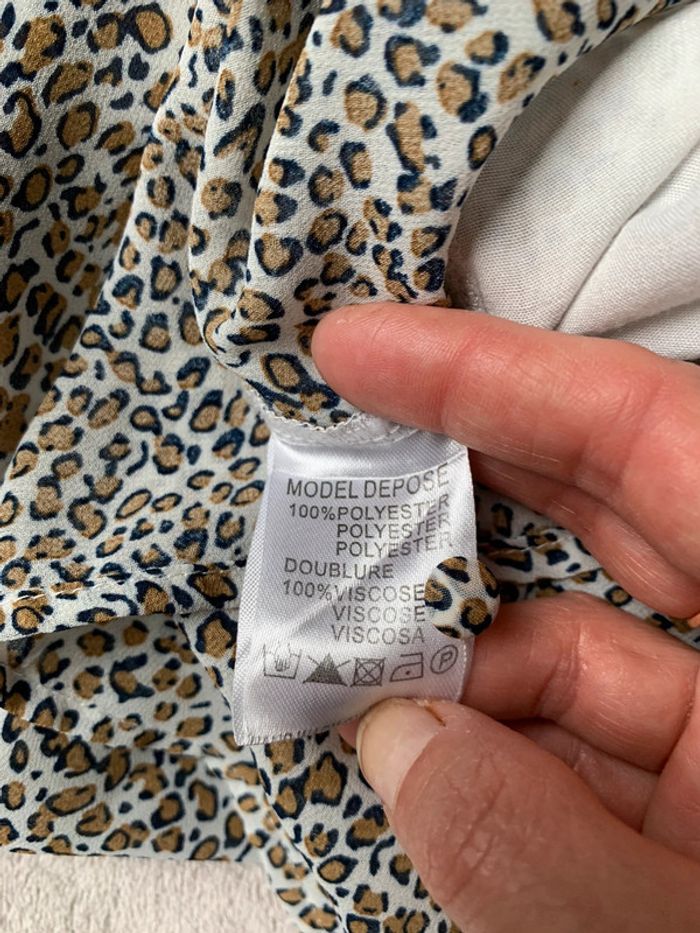 MODEL DEPOSE
100%POLYESTER
POLYESTER
POLYESTER
DOUBLURE
100%VISCOSE
VISCOSE
VISCOSA
P